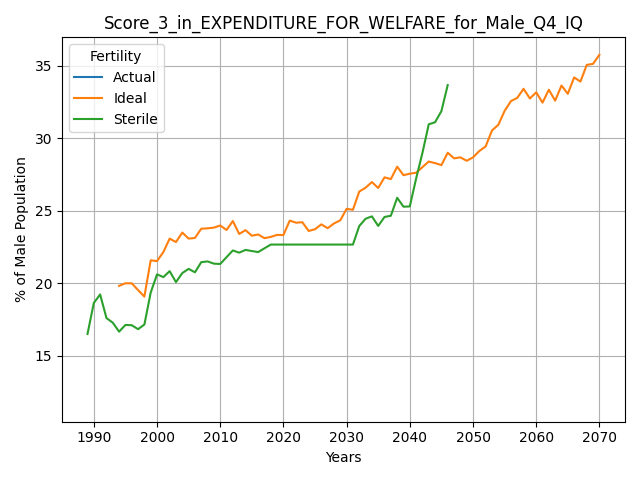 Score_3_in_EXPENDITURE_FOR_WELFARE_for_Male_Q4_IQ
Fertility
Actual
Ideal
Sterile
% of Male Population
35
30
25
20
15
1990 2000 2010 2020 2030 2040 2050 2060 2070
Years